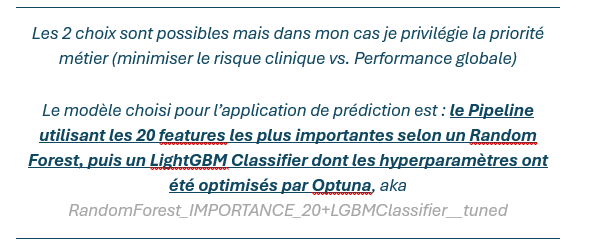 Les 2 choix sont possibles mais dans mon cas je privilégie la priorité
métier (minimiser le risque clinique vs. Performance globale)
Le modèle choisi pour l'application de prédiction est : le Pipeline
utilisant les 20 features les plus importantes selon un Random
Forest, puis un LightGBM Classifier dont les hyperparamètres ont
été optimisés par Optuna, aka
RandomForest_IMPORTANCE_20+LGBMClassifier__tuned